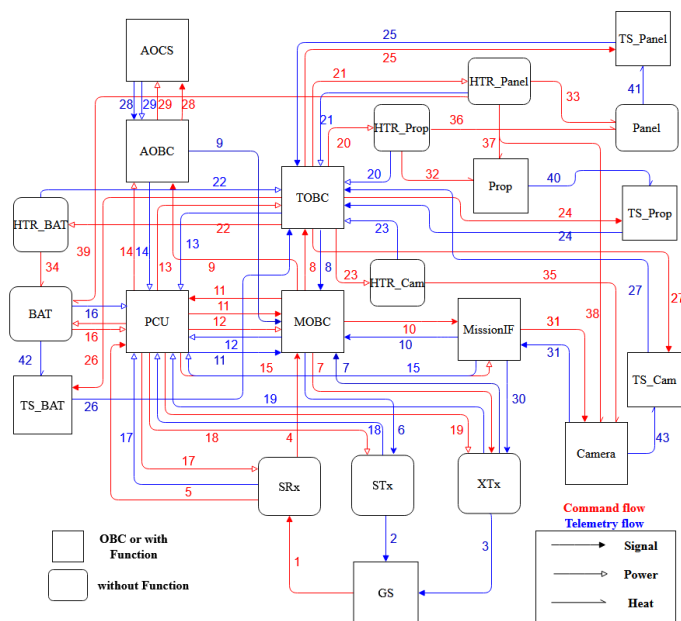 25
TS_Panel
AOCS
25
HTR_Panel
21
33
41
28
29
29
28
Panel
HTR_Prop
36
21
20
AOBC
9
37
32
40
20
Prop
22
TOBC
TS_Prop
HTR_BAT
24
22
23
24
39
14
14
13
13
9
8
8
34
23
HTR_Cam
35
27
27
BAT
11
11
PCU
MOBC
MissionIF
16
12
10
31
38
16
10
31
42
12
26
11
15
7
7
15
TS_Cam
TS_BAT
26
19
30
17
18
4
18
6
19
43
Camera
17
5
SRx
STx
XTx
Command flow
Telemetry flow
OBC or with
Function
2
3
Signal
1
Power
without Function
GS
Heat